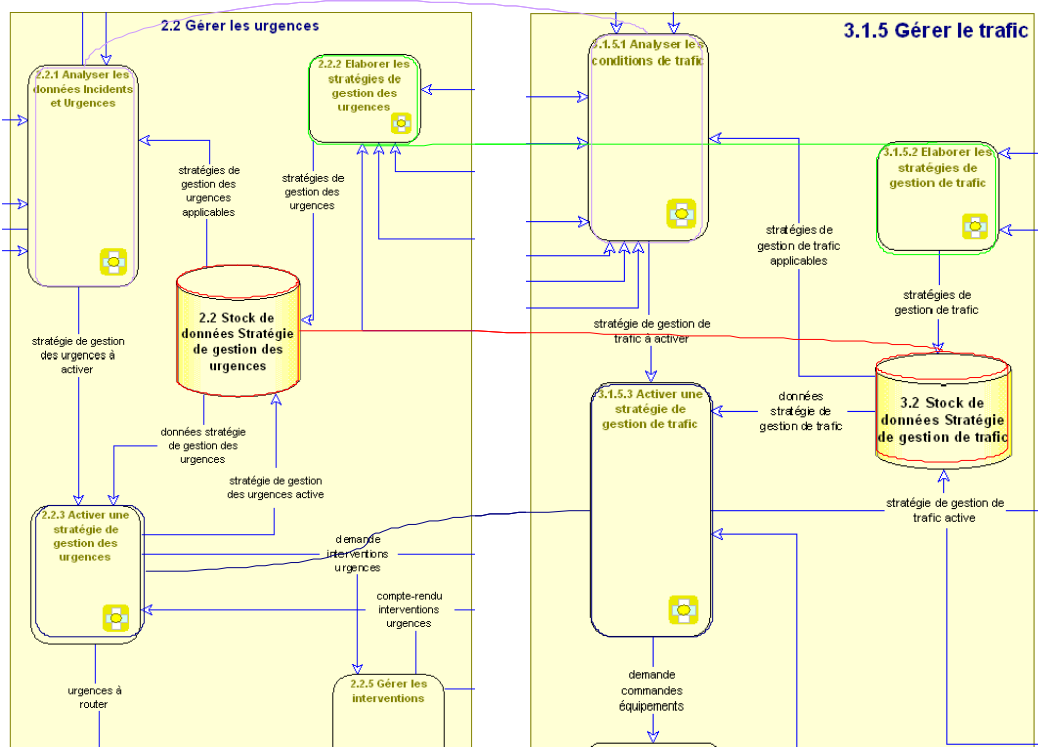 2.2 Gérer les urgences
2.2.1 Analyser les
données Incidents
et Urgences
2.2.2 Elaborer les
stratégies de
gestion des
urgences
stratégies de
gestion des
urgences
applicables
stratégies de
gestion des
urgences
2.2 Stock de
données Stratégie
de gestion des
urgences
stratégie de gestion
des urgences à
activer
données stratégie
de gestion des
urgences
stratégie de gestion
des urgences active
2.2.3 Activer une
stratégie de
gestion des
urgences
demande
interventions
urgences
compte-rendu
interventions
urgences
urgences à
router
2.2.5 Gérer les
interventions
3.1.5 Gérer le trafic
3.1.5.1 Analyser les
conditions de trafic
3.1.5.2 Elaborer les
stratégies de
gestion de trafic
stratégies de
gestion de trafic
applicables
stratégies de
gestion de trafic
stratégie de gestion de
trafic à activer
3.1.5.3 Activer une
stratégie de
gestion de trafic
données
stratégie de
gestion de trafic
3.2 Stock de
données Stratégie
de gestion de trafic
stratégie de gestion de
trafic active
demande
commandes
équipements